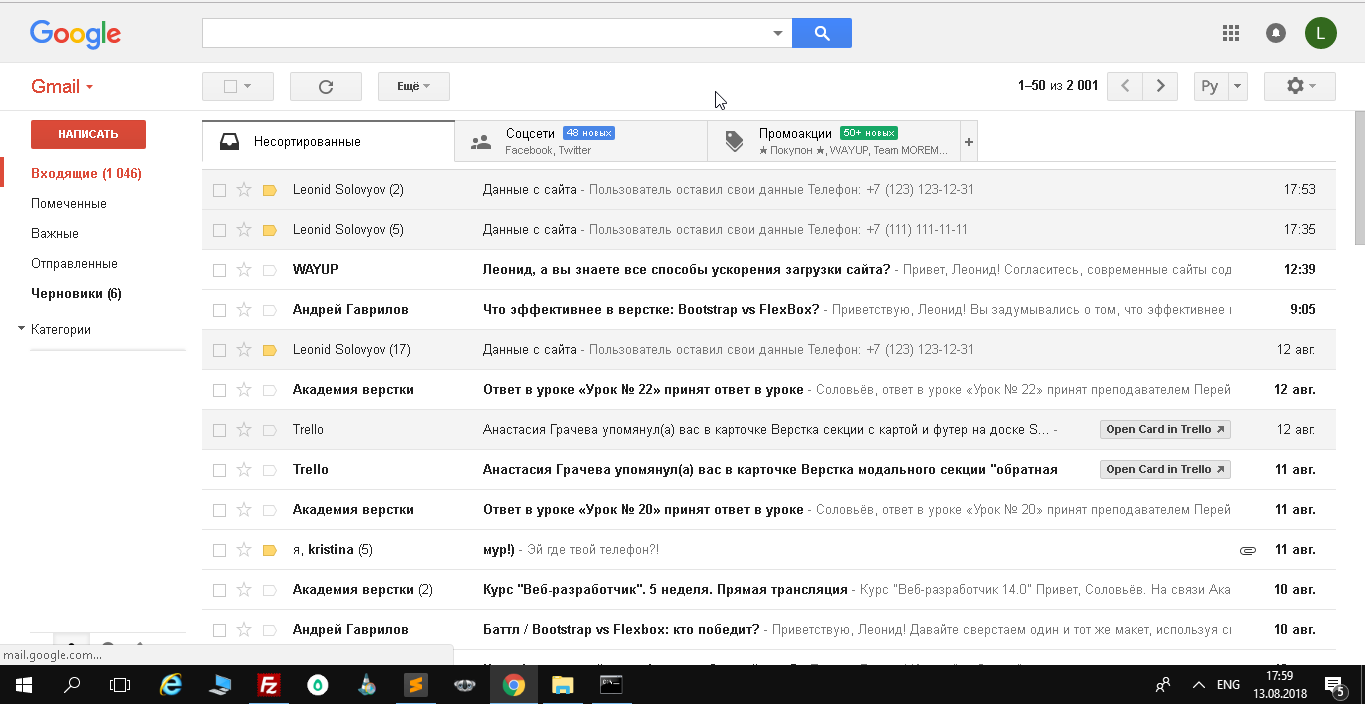 Google
L
Gmail
Ещё
1–50 из 2 001
Ру
НАПИСАТЬ
Входящие (1 046)
Помеченные
Важные
Отправленные
Черновики (6)
Категории
Несортированные
Соцсети 48 новых
Facebook, Twitter
Промоакции 50+ новых
★ Покупон ★, WAYUP, Team MOREM...
+
Leonid Solovyov (2) Данные с сайта - Пользователь оставил свои данные Телефон: +7 (123) 123-12-31 17:53
Leonid Solovyov (5) Данные с сайта - Пользователь оставил свои данные Телефон: +7 (111) 111-11-11 17:35
WAYUP Леонид, а вы знаете все способы ускорения загрузки сайта? - Привет, Леонид! Согласитесь, современные сайты сод 12:39
Андрей Гаврилов Что эффективнее в верстке: Bootstrap vs FlexBox? - Приветствую, Леонид! Вы задумывались о том, что эффективнее 9:05
Leonid Solovyov (17) Данные с сайта - Пользователь оставил свои данные Телефон: +7 (123) 123-12-31 12 авг.
Академия верстки Ответ в уроке «Урок № 22» принят ответ в уроке - Соловьёв, ответ в уроке «Урок № 22» принят преподавателем Перей 12 авг.
Trello Анастасия Грачева упомянул(а) вас в карточке Верстка секции с картой и футер на доске S... - Open Card in Trello 12 авг.
Trello Анастасия Грачева упомянул(а) вас в карточке Верстка модального секции "обратная Open Card in Trello 11 авг.
Академия верстки Ответ в уроке «Урок № 20» принят ответ в уроке - Соловьёв, ответ в уроке «Урок № 20» принят преподавателем Перей 11 авг.
я, kristina (5) мур!) - Эй где твой телефон?! 11 авг.
Академия верстки (2) Курс "Веб-разработчик". 5 неделя. Прямая трансляция - Курс "Веб-разработчик 14.0" Привет, Соловьёв. На связи Ака 10 авг.
Андрей Гаврилов Баттл / Bootstrap vs Flexbox: кто победит? - Приветствую, Леонид! Давайте сверстаем один и тот же макет, используя 10 авг.
mail.google.com...
ENG
17:59
13.08.2018
5